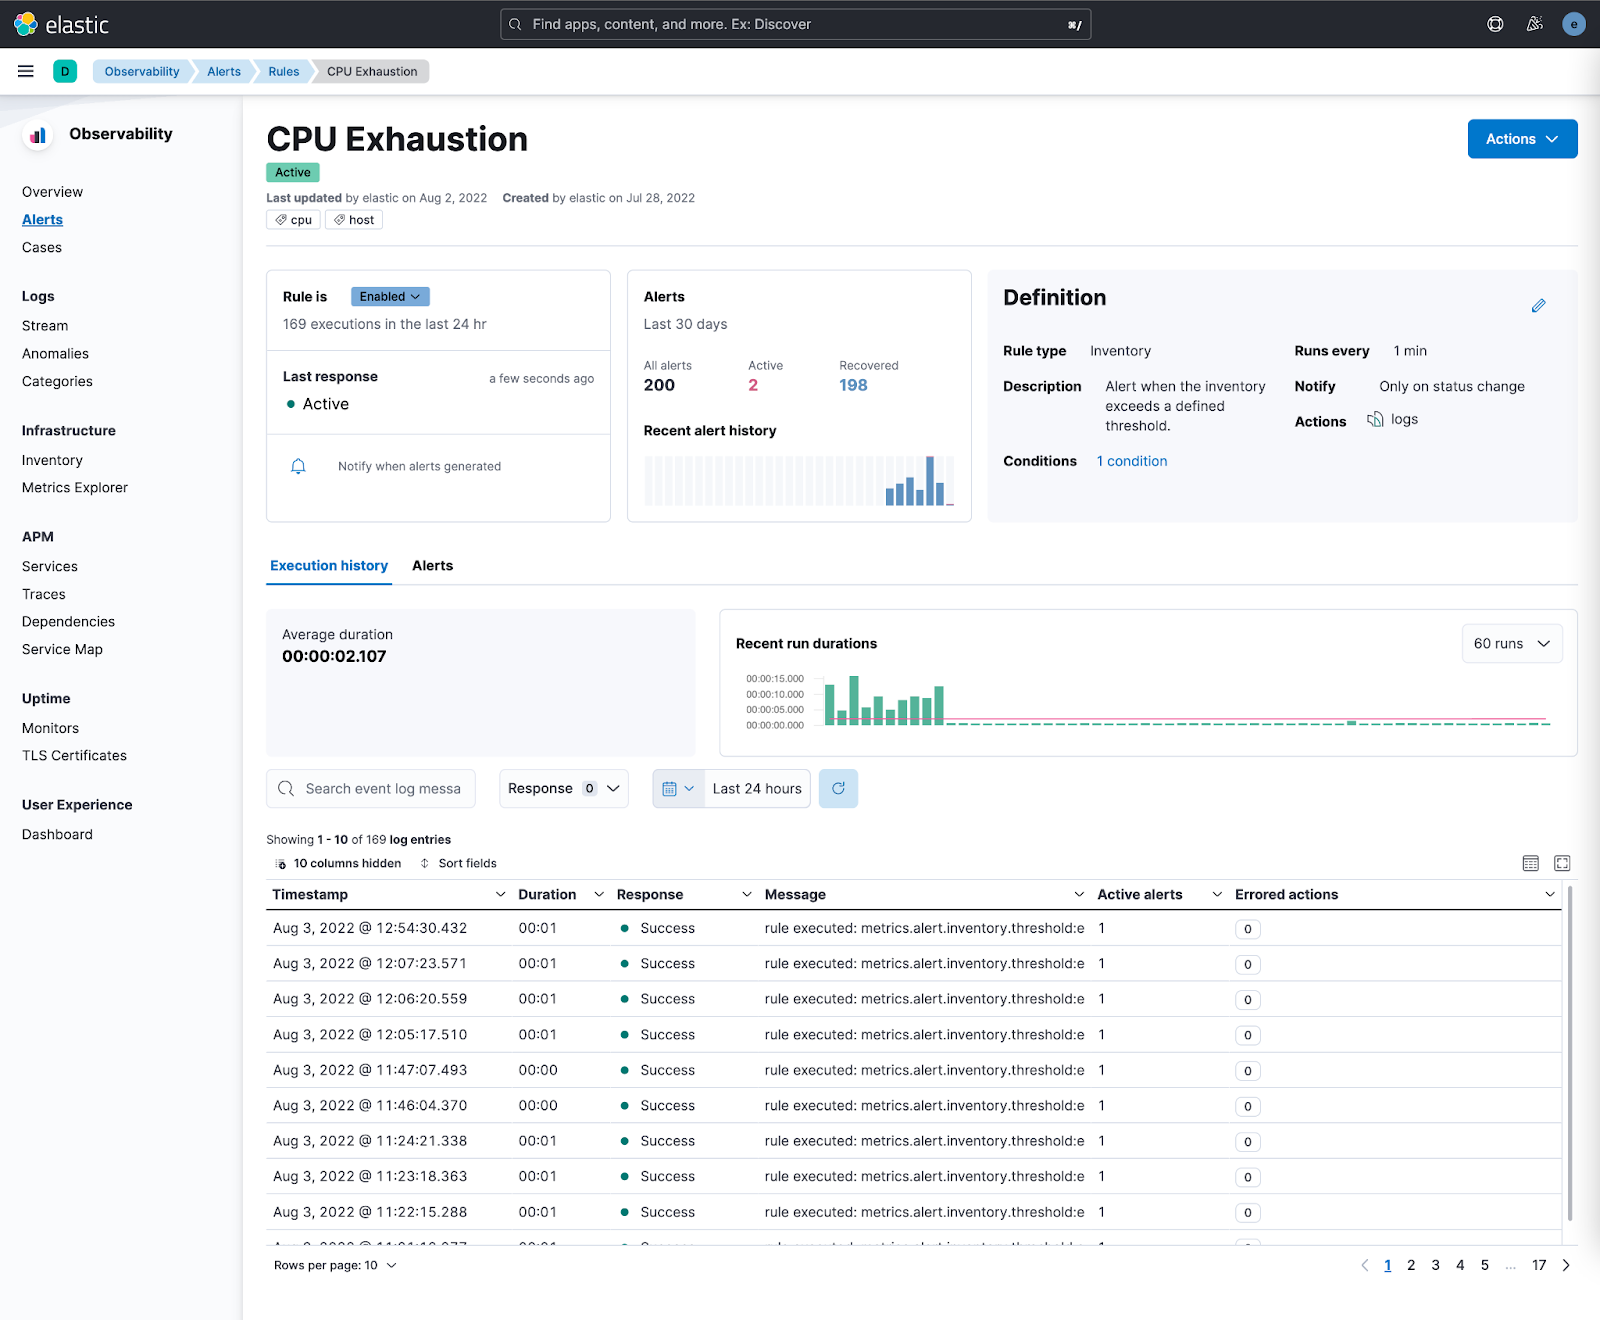 elastic
Find apps, content, and more. Ex: Discover
⌘/
e
D
Observability
Alerts
Rules
CPU Exhaustion
Observability
Overview
Alerts
Cases
Logs
Stream
Anomalies
Categories
Infrastructure
Inventory
Metrics Explorer
APM
Services
Traces
Dependencies
Service Map
Uptime
Monitors
TLS Certificates
User Experience
Dashboard
CPU Exhaustion
Actions
Active
Last updated by elastic on Aug 2, 2022 Created by elastic on Jul 28, 2022
cpu host
Rule is Enabled
169 executions in the last 24 hr
Last response a few seconds ago
Active
Notify when alerts generated
Alerts
Last 30 days
All alerts Active Recovered
200 2 198
Recent alert history
Definition
Rule type Inventory
Description Alert when the inventory
exceeds a defined
threshold.
Conditions 1 condition
Runs every 1 min
Notify Only on status change
Actions logs
Execution history Alerts
Average duration
00:00:02.107
Recent run durations
60 runs
00:00:15.000
00:00:10.000
00:00:05.000
00:00:00.000
Search event log messa
Response 0
Last 24 hours
Showing 1 - 10 of 169 log entries
10 columns hidden Sort fields
Timestamp Duration Response Message Active alerts Errored actions
Aug 3, 2022 @ 12:54:30.432 00:01 Success rule executed: metrics.alert.inventory.threshold:e 1 0
Aug 3, 2022 @ 12:07:23.571 00:01 Success rule executed: metrics.alert.inventory.threshold:e 1 0
Aug 3, 2022 @ 12:06:20.559 00:01 Success rule executed: metrics.alert.inventory.threshold:e 1 0
Aug 3, 2022 @ 12:05:17.510 00:01 Success rule executed: metrics.alert.inventory.threshold:e 1 0
Aug 3, 2022 @ 11:47:07.493 00:00 Success rule executed: metrics.alert.inventory.threshold:e 1 0
Aug 3, 2022 @ 11:46:04.370 00:00 Success rule executed: metrics.alert.inventory.threshold:e 1 0
Aug 3, 2022 @ 11:24:21.338 00:01 Success rule executed: metrics.alert.inventory.threshold:e 1 0
Aug 3, 2022 @ 11:23:18.363 00:01 Success rule executed: metrics.alert.inventory.threshold:e 1 0
Aug 3, 2022 @ 11:22:15.288 00:01 Success rule executed: metrics.alert.inventory.threshold:e 1 0
Rows per page: 10
1 2 3 4 5 ... 17